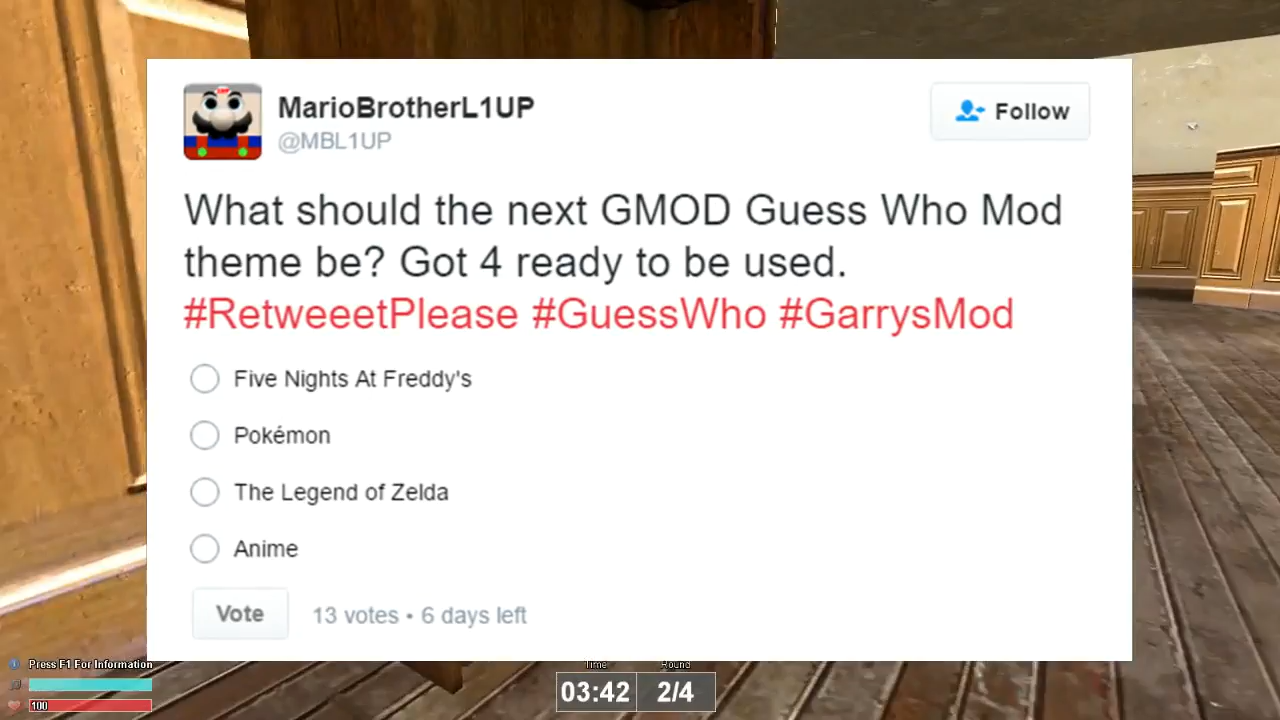 MarioBrotherL1UP
@MBL1UP
Follow
What should the next GMOD Guess Who Mod
theme be? Got 4 ready to be used.
#RetweeetPlease #GuessWho #GarrysMod
Five Nights At Freddy's
Pokémon
The Legend of Zelda
Anime
Vote
13 votes • 6 days left
Press F1 For Information
100
Time
Round
03:42
2/4